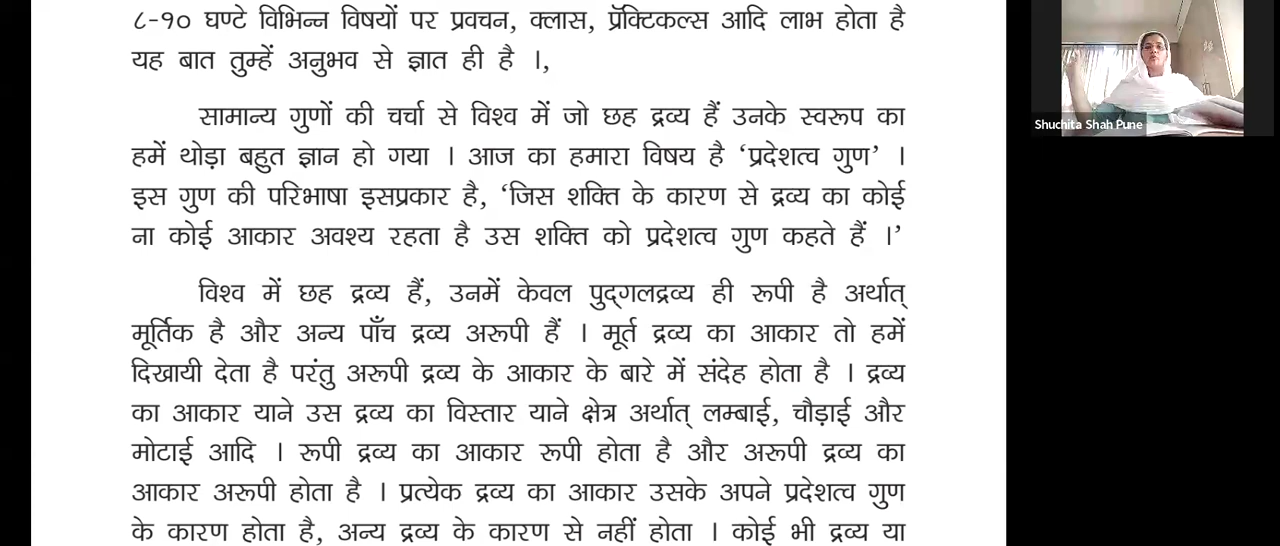 ८-१० घण्टे विभिन्न विषयों पर प्रवचन, क्लास, प्रॅक्टिकल्स आदि लाभ होता है
यह बात तुम्हें अनुभव से ज्ञात ही है ।,
सामान्य गुणों की चर्चा से विश्व में जो छह द्रव्य हैं उनके स्वरूप का
हमें थोड़ा बहुत ज्ञान हो गया । आज का हमारा विषय है ‘प्रदेशत्व गुण’ ।
इस गुण की परिभाषा इसप्रकार है, ‘जिस शक्ति के कारण से द्रव्य का कोई
ना कोई आकार अवश्य रहता है उस शक्ति को प्रदेशत्व गुण कहते हैं ।’
विश्व में छह द्रव्य हैं, उनमें केवल पुद्‌गलद्रव्य ही रूपी है अर्थात्
मूर्तिक है और अन्य पाँच द्रव्य अरूपी हैं । मूर्त द्रव्य का आकार तो हमें
दिखायी देता है परंतु अरूपी द्रव्य के आकार के बारे में संदेह होता है । द्रव्य
का आकार याने उस द्रव्य का विस्तार याने क्षेत्र अर्थात् लम्बाई, चौड़ाई और
मोटाई आदि । रूपी द्रव्य का आकार रूपी होता है और अरूपी द्रव्य का
आकार अरूपी होता है । प्रत्येक द्रव्य का आकार उसके अपने प्रदेशत्व गुण
के कारण होता है, अन्य द्रव्य के कारण से नहीं होता । कोई भी द्रव्य या
Shuchita Shah Pune